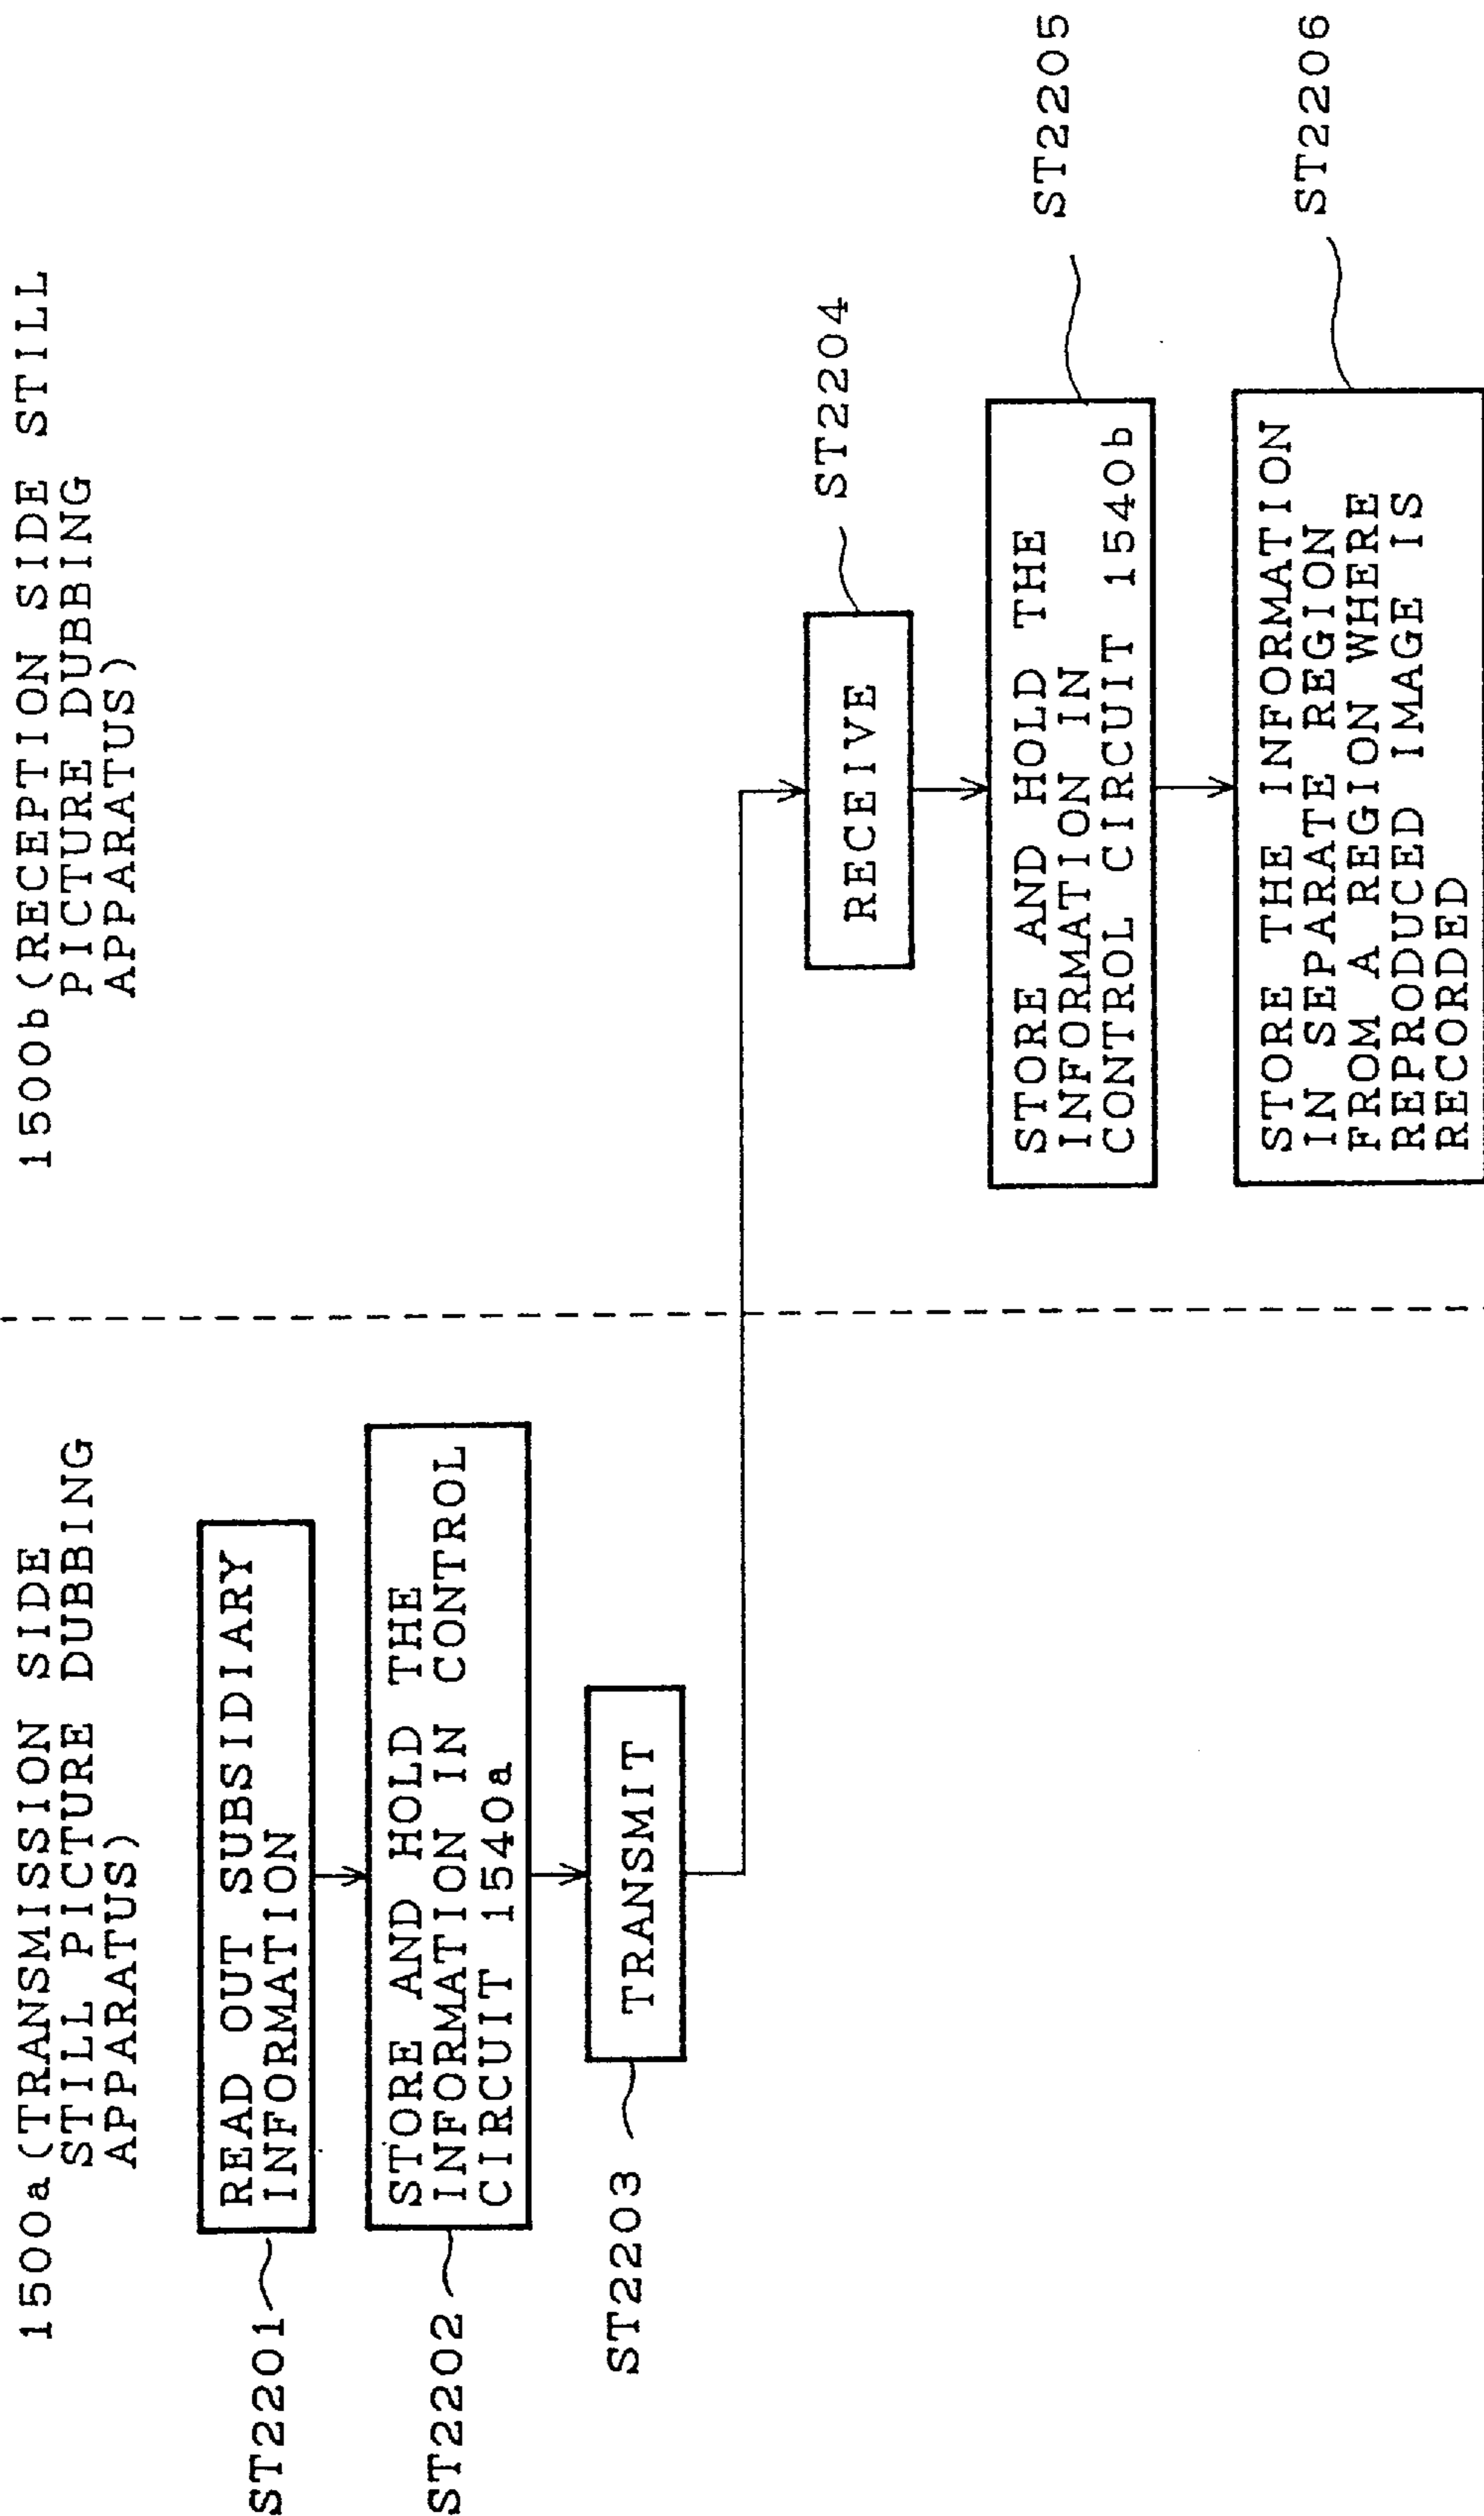 1500a(TRANSMISSION SIDE
STILL PICTURE DUBBING
APPARATUS)
ST2201
READ OUT SUBSIDIARY
INFORMATION
ST2202
STORE AND HOLD THE
INFORMATION IN CONTROL
CIRCUIT 1540a
ST2203
TRANSMIT
1500b(RECEPTION SIDE STILL
PICTURE DUBBING
APPARATUS)
RECEIVE
ST2204
STORE AND HOLD THE
INFORMATION IN
CONTROL CIRCUIT 1540b
ST2205
STORE THE INFORMATION
IN SEPARATE REGION
FROM A REGION WHERE
REPRODUCED IMAGE IS
RECORDED
ST2206